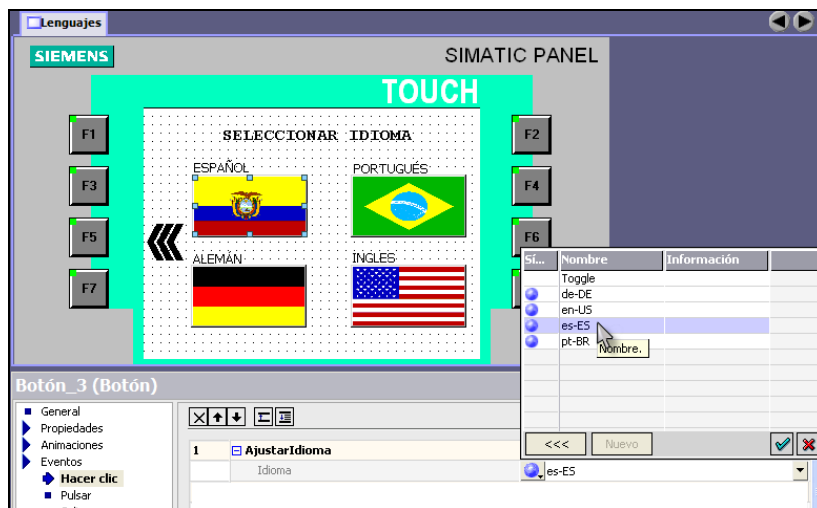 Lenguajes
SIEMENS
SIMATIC PANEL
TOUCH
F1
SELECCIONAR IDIOMA
F2
ESPAÑOL
PORTUGUÉS
F3
F4
F5
F6
ALEMÁN
INGLES
F7
Sí... Nombre Información
Toggle
de-DE
en-US
es-ES
pt-BR
Nombre.
<<< Nuevo
Botón_3 (Botón)
General
Propiedades
Animaciones
Eventos
Hacer clic
Pulsar
1 AjustarIdioma
Idioma es-ES